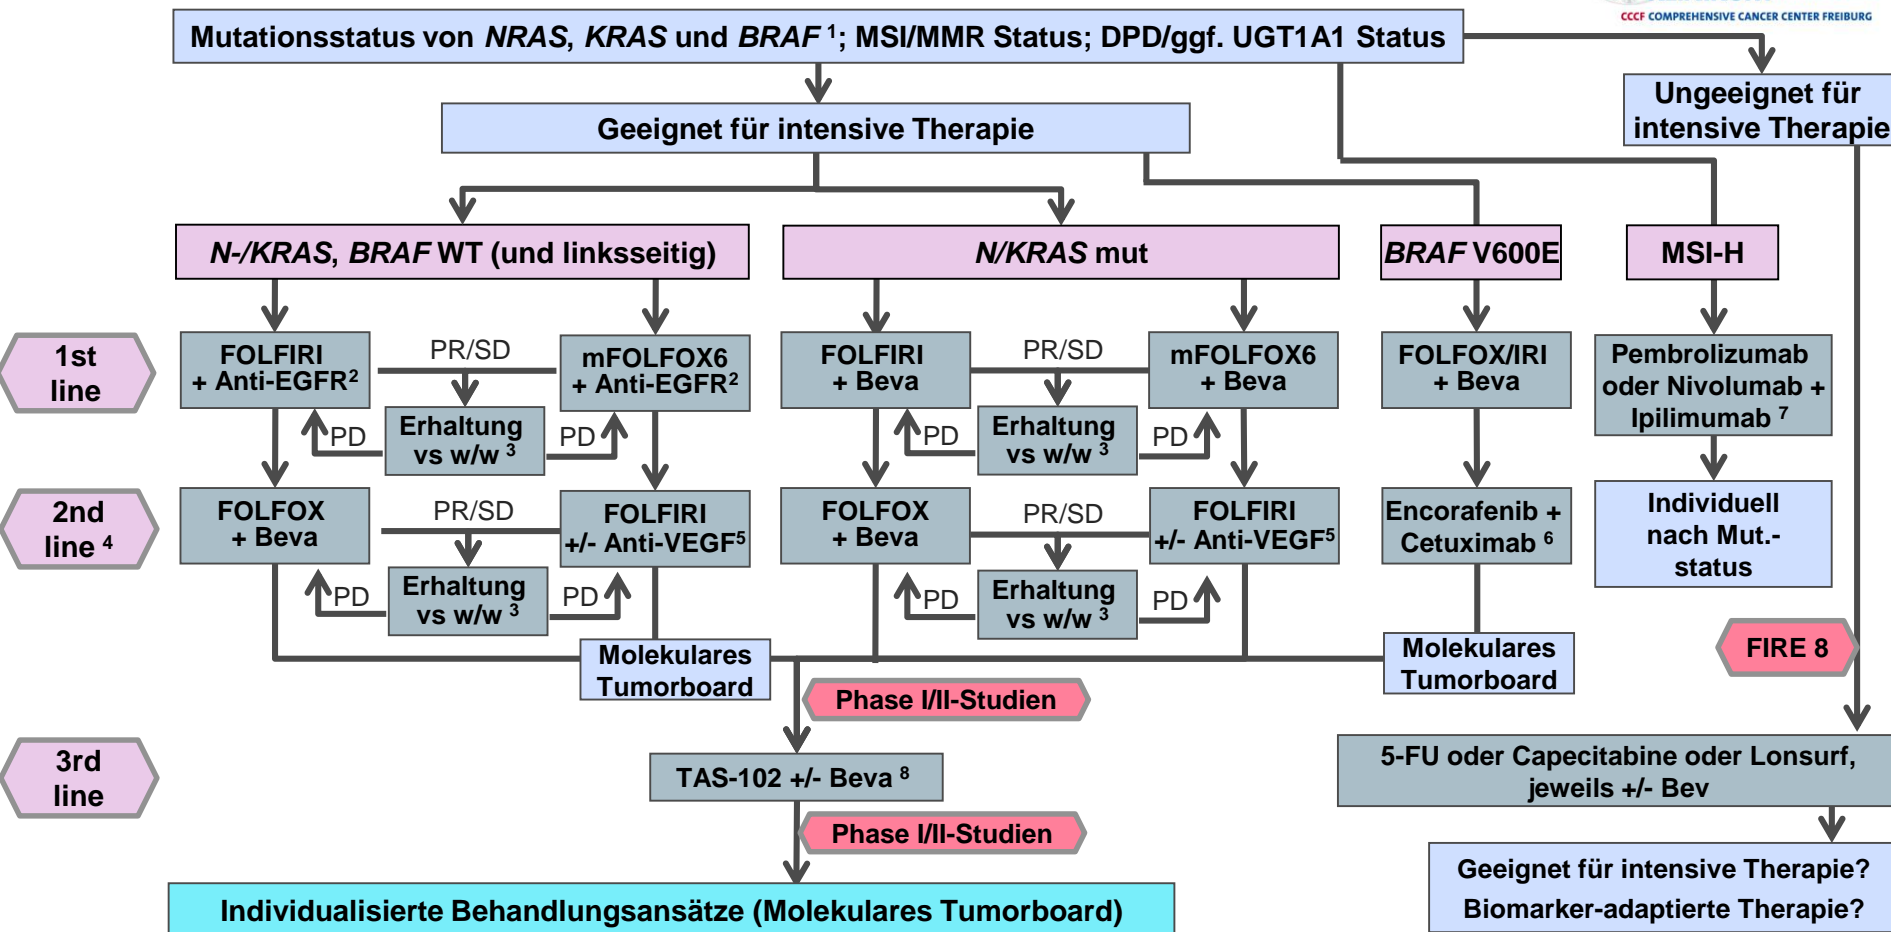 CCCF COMPREHENSIVE CANCER CENTER FREIBURG
Mutationsstatus von NRAS, KRAS und BRAF 1; MSI/MMR Status; DPD/ggf. UGT1A1 Status
Ungeeignet für
intensive Therapie
Geeignet für intensive Therapie
N-/KRAS, BRAF WT (und linksseitig)
N/KRAS mut
BRAF V600E
MSI-H
1st
line
FOLFIRI
+ Anti-EGFR2
PR/SD
mFOLFOX6
+ Anti-EGFR2
PD
Erhaltung
vs w/w 3
PD
FOLFIRI
+ Beva
PR/SD
mFOLFOX6
+ Beva
PD
Erhaltung
vs w/w 3
PD
FOLFOX/IRI
+ Beva
Pembrolizumab
oder Nivolumab +
Ipilimumab 7
2nd
line 4
FOLFOX
+ Beva
PR/SD
FOLFIRI
+/- Anti-VEGF5
PD
Erhaltung
vs w/w 3
PD
FOLFOX
+ Beva
PR/SD
FOLFIRI
+/- Anti-VEGF5
PD
Erhaltung
vs w/w 3
PD
Encorafenib +
Cetuximab 6
Individuell
nach Mut.-
status
Molekulares
Tumorboard
Molekulares
Tumorboard
FIRE 8
Phase I/II-Studien
3rd
line
TAS-102 +/- Beva 8
5-FU oder Capecitabine oder Lonsurf,
jeweils +/- Bev
Phase I/II-Studien
Geeignet für intensive Therapie?
Biomarker-adaptierte Therapie?
Individualisierte Behandlungsansätze (Molekulares Tumorboard)